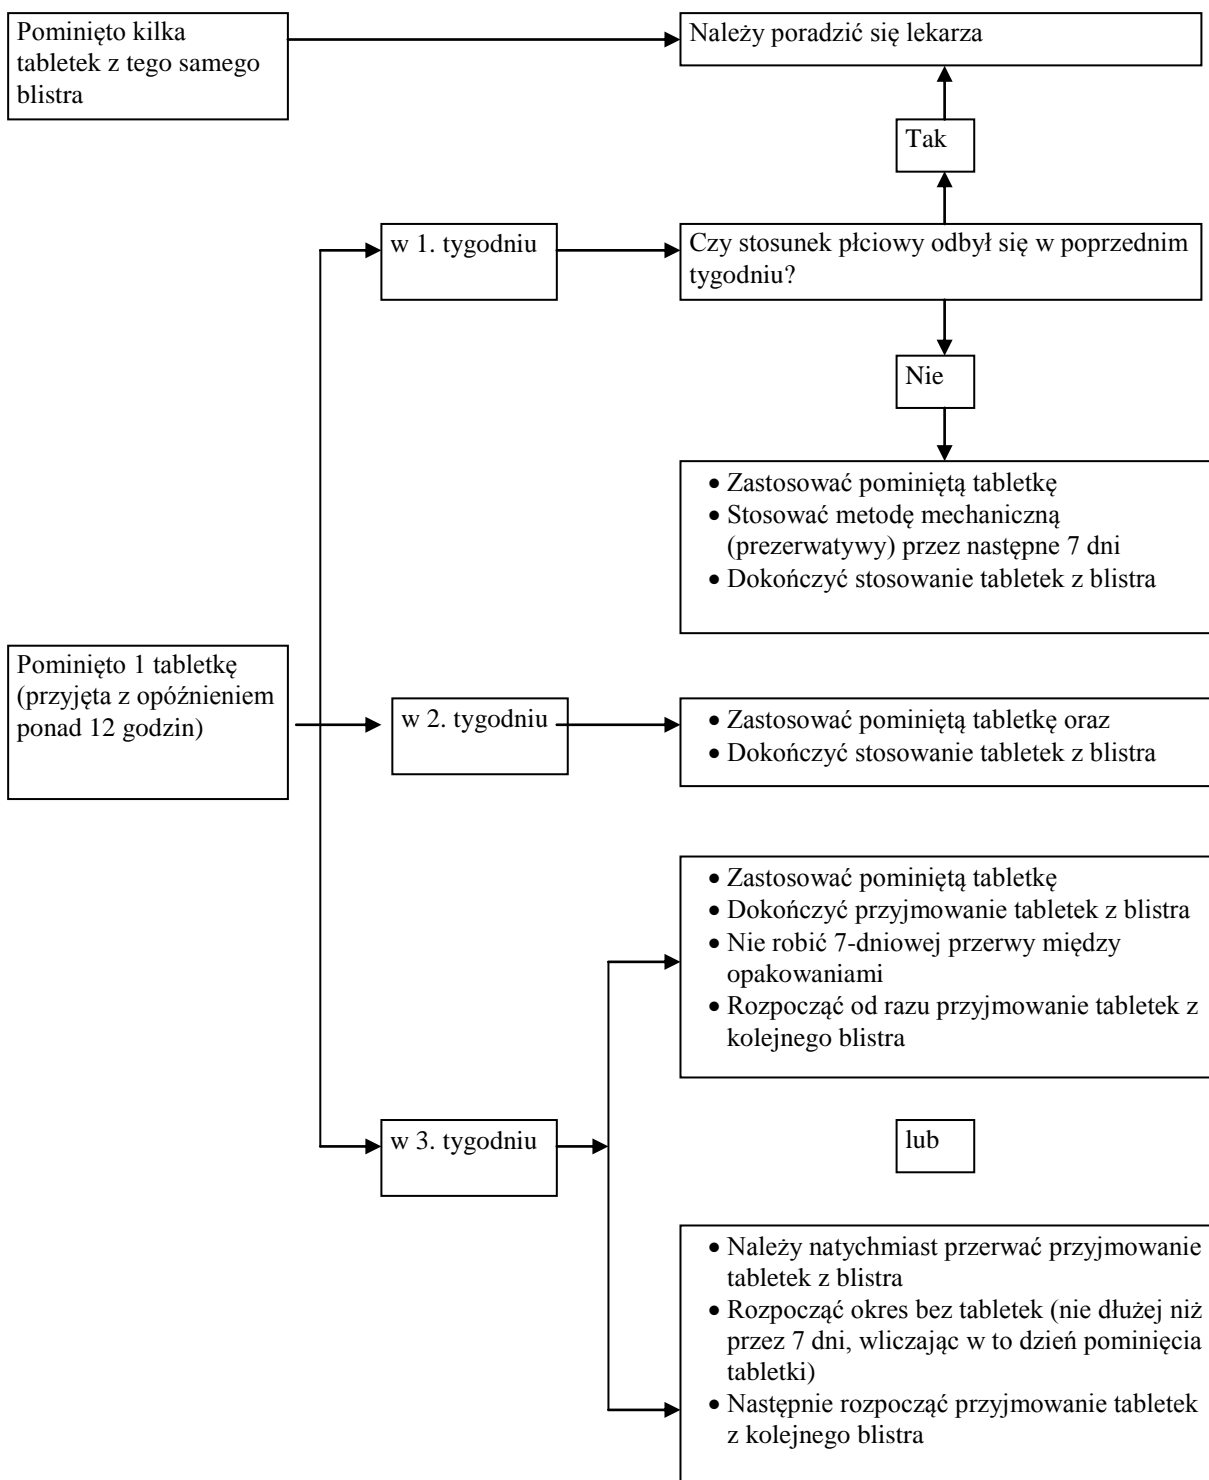 Pominięto kilka
tabletek z tego samego
blistra
Należy poradzić się lekarza
Tak
w 1. tygodniu
Czy stosunek płciowy odbył się w poprzednim
tygodniu?
Nie
• Zastosować pominiętą tabletkę
• Stosować metodę mechaniczną
(prezerwatywy) przez następne 7 dni
• Dokończyć stosowanie tabletek z blistra
Pominięto 1 tabletkę
(przyjęta z opóźnieniem
ponad 12 godzin)
w 2. tygodniu
• Zastosować pominiętą tabletkę oraz
• Dokończyć stosowanie tabletek z blistra
• Zastosować pominiętą tabletkę
• Dokończyć przyjmowanie tabletek z blistra
• Nie robić 7-dniowej przerwy między
opakowaniami
• Rozpocząć od razu przyjmowanie tabletek z
kolejnego blistra
w 3. tygodniu
lub
• Należy natychmiast przerwać przyjmowanie
tabletek z blistra
• Rozpocząć okres bez tabletek (nie dłużej niż
przez 7 dni, wliczając w to dzień pominięcia
tabletki)
• Następnie rozpocząć przyjmowanie tabletek
z kolejnego blistra